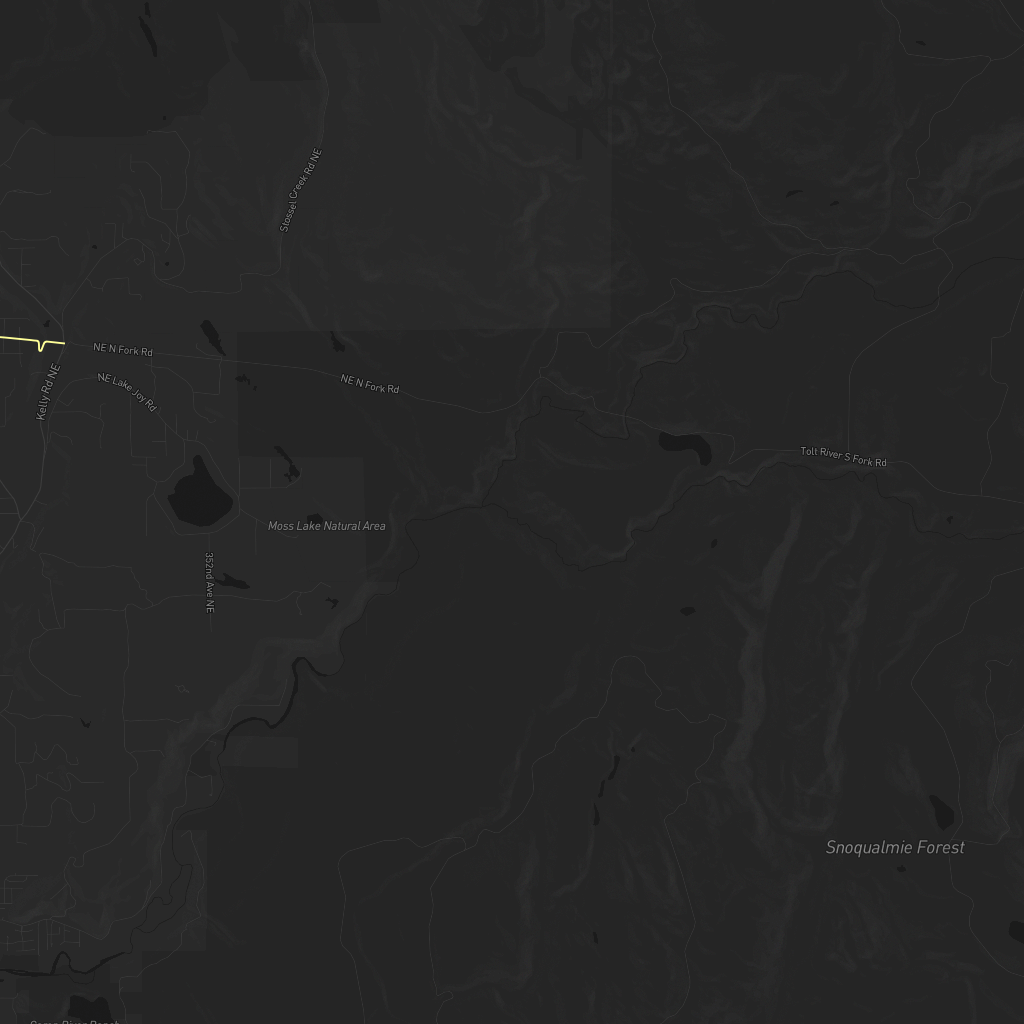 Stossel Creek Rd NE
NE N Fork Rd
NE Lake Joy Rd
NE N Fork Rd
Kelly Rd NE
Tolt River S Fork Rd
Moss Lake Natural Area
352nd Ave NE
Snoqualmie Forest